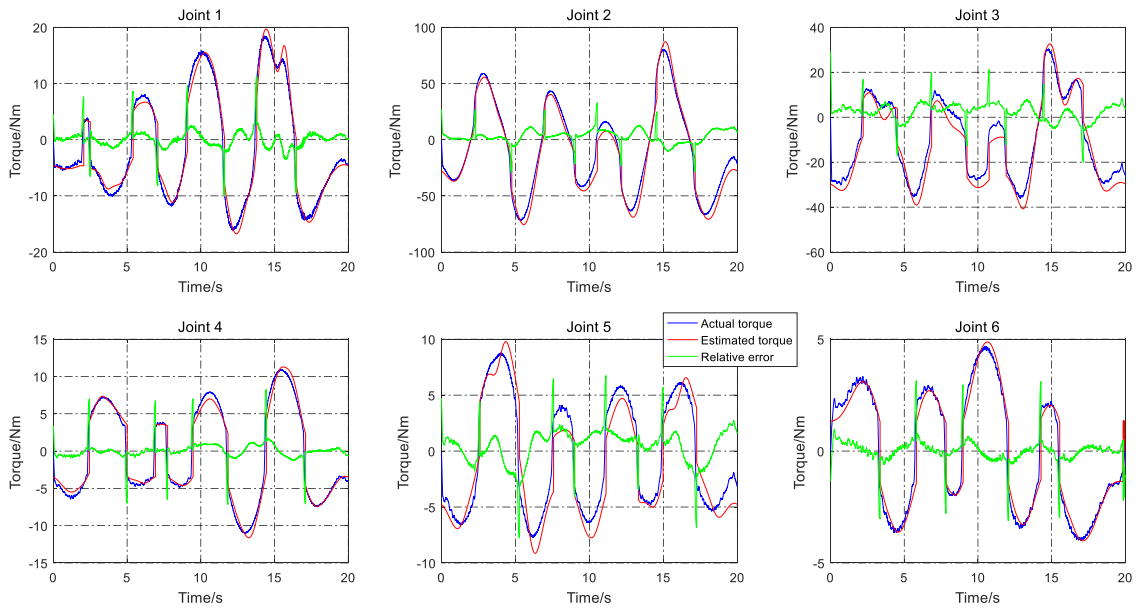 Joint 1
Torque/Nm
20
10
0
-10
-20
0 5 10 15 20
Time/s
Joint 2
Torque/Nm
100
50
0
-50
-100
0 5 10 15 20
Time/s
Joint 3
Torque/Nm
40
20
0
-20
-40
-60
0 5 10 15 20
Time/s
Joint 4
Torque/Nm
15
10
5
0
-5
-10
-15
0 5 10 15 20
Time/s
Joint 5
Torque/Nm
10
5
0
-5
-10
0 5 10 15 20
Time/s
Actual torque
Estimated torque
Relative error
Joint 6
Torque/Nm
5
0
-5
0 5 10 15 20
Time/s